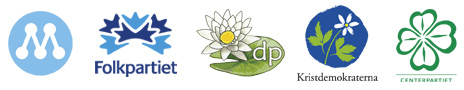 M
Folkpartiet
dp
Kristdemokraterna
CENTERPARTIET